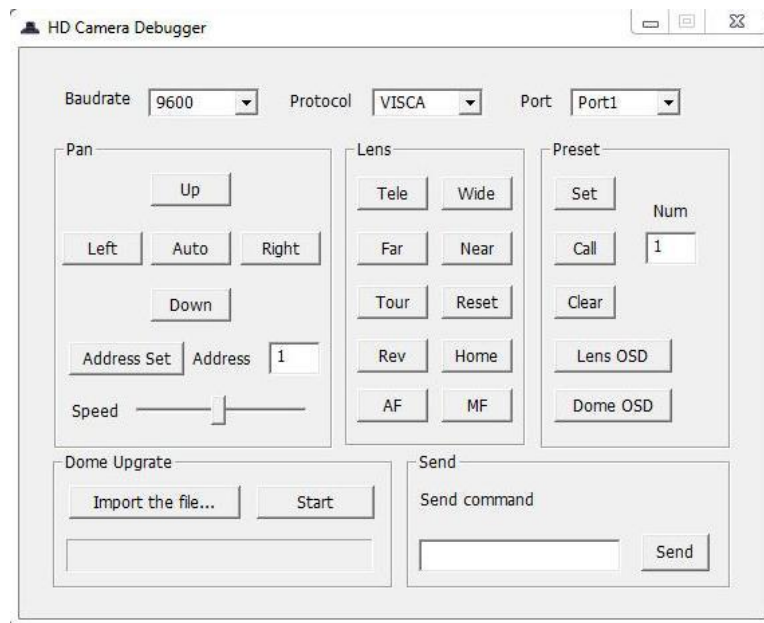 HD Camera Debugger
Baudrate 9600 Protocol VISCA Port Port1
Pan
Up
Left Auto Right
Down
Address Set Address 1
Speed
Lens
Tele Wide
Far Near
Tour Reset
Rev Home
AF MF
Preset
Set
Num
Call 1
Clear
Lens OSD
Dome OSD
Dome Upgrate
Import the file... Start
Send
Send command
Send